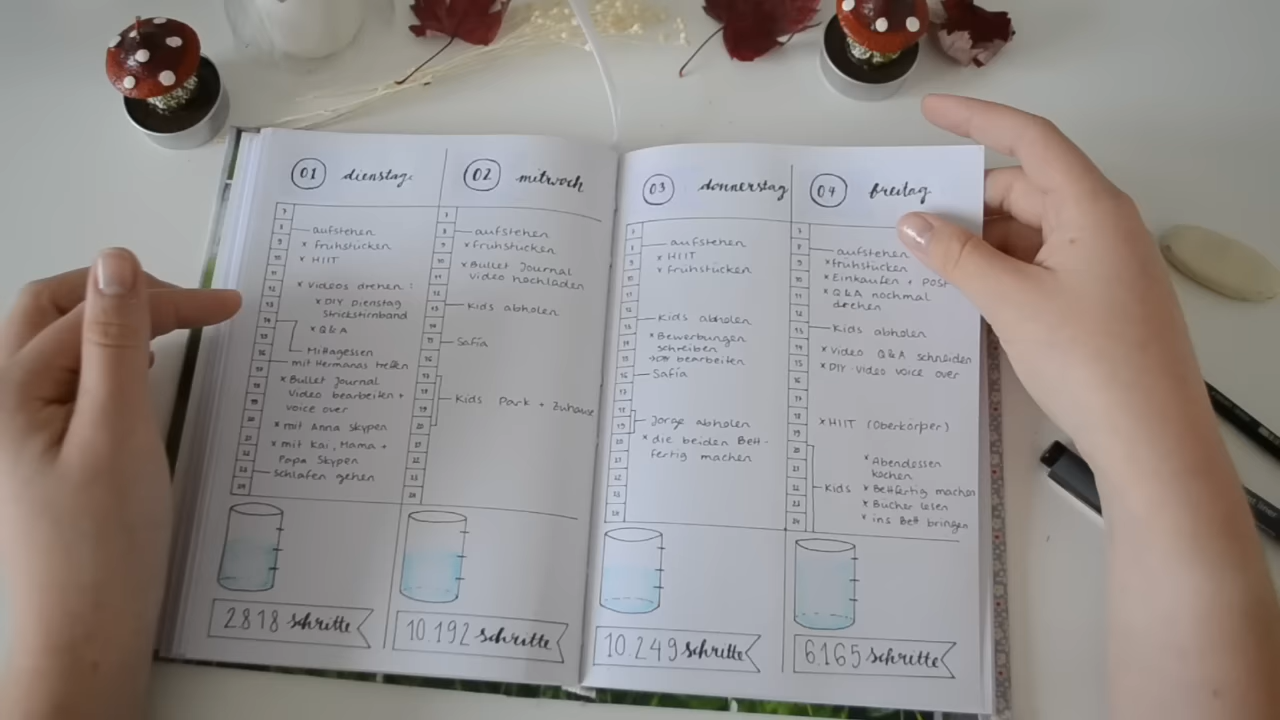 01 dienstag
aufstehen
x frühstücken
x HIIT
x Videos drehen:
x DIY Dienstag
Strickstirnband
x Q&A
Mittagessen
mit Hermanas treffen
x Bullet Journal
Video bearbeiten +
voice over
x mit Anna skypen
x mit Kai, Mama +
Papa Skypen
schlafen gehen
2.818 schritte
02 mittwoch
aufstehen
x frühstücken
x Bullet Journal
video hochladen
Kids abholen
Safia
Kids Park + Zuhause
10.192 schritte
03 donnerstag
aufstehen
x HIIT
x frühstücken
Kids abholen
x Bewerbungen
schreiben
bearbeiten
Safia
Jorge abholen
x die beiden Bett-
fertig machen
10.249 schritte
04 freitag
aufstehen
x frühstücken
x Einkaufen + Post
x Q&A nochmal
drehen
Kids abholen
x Video Q&A schneiden
x DIY-video voice over
x HIIT (Oberkörper)
Kids
x Abendessen
kochen
x Bettfertig machen
x Bücher lesen
x ins Bett bringen
6.165 schritte